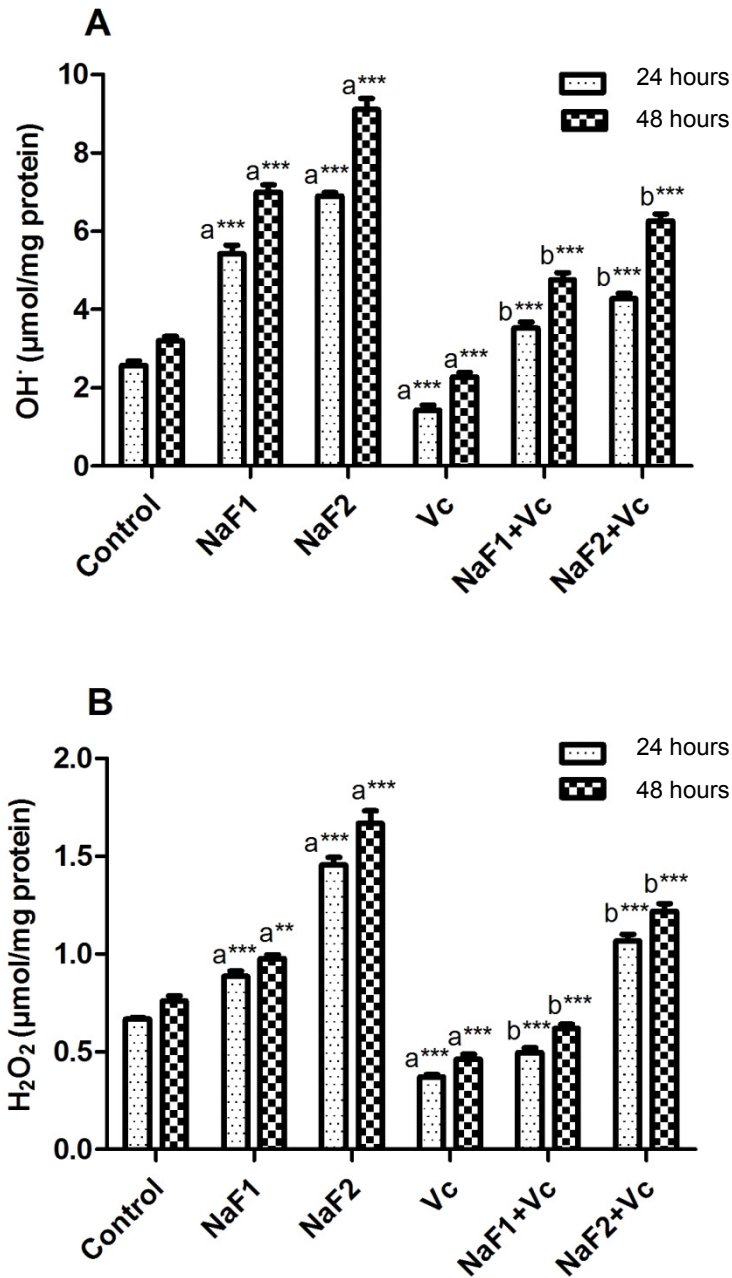 A
24 hours
48 hours
OH· (µmol/mg protein)
10
8
6
4
2
0
a***
a***
a***
a***
a***
a***
b***
b***
b***
b***
Control
NaF1
NaF2
Vc
NaF1+Vc
NaF2+Vc
B
24 hours
48 hours
H₂O₂ (µmol/mg protein)
2.0
1.5
1.0
0.5
0.0
a***
a**
a***
a***
a***
a***
b***
b***
b***
b***
Control
NaF1
NaF2
Vc
NaF1+Vc
NaF2+Vc